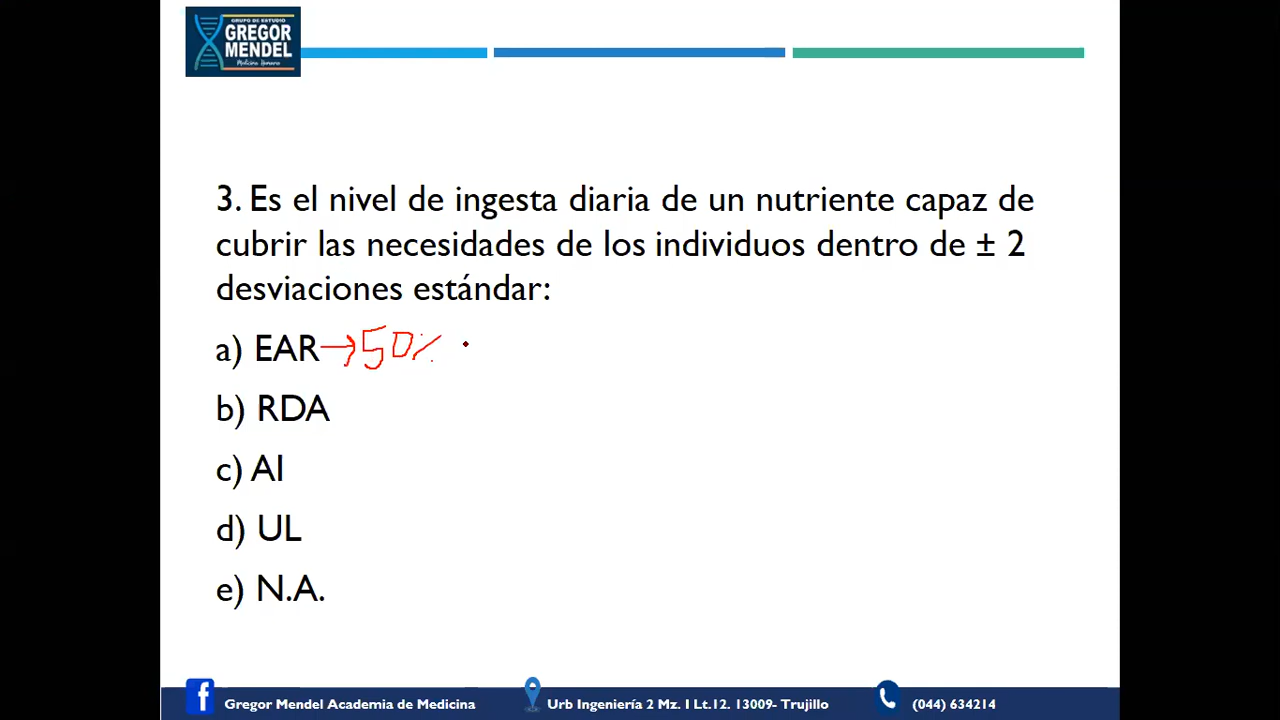 GRUPO DE ESTUDIO
GREGOR
MENDEL
Medicina Humana
3. Es el nivel de ingesta diaria de un nutriente capaz de
cubrir las necesidades de los individuos dentro de ± 2
desviaciones estándar:
a) EAR →50%
b) RDA
c) AI
d) UL
e) N.A.
Gregor Mendel Academia de Medicina
Urb Ingeniería 2 Mz. I Lt.12. 13009- Trujillo
(044) 634214